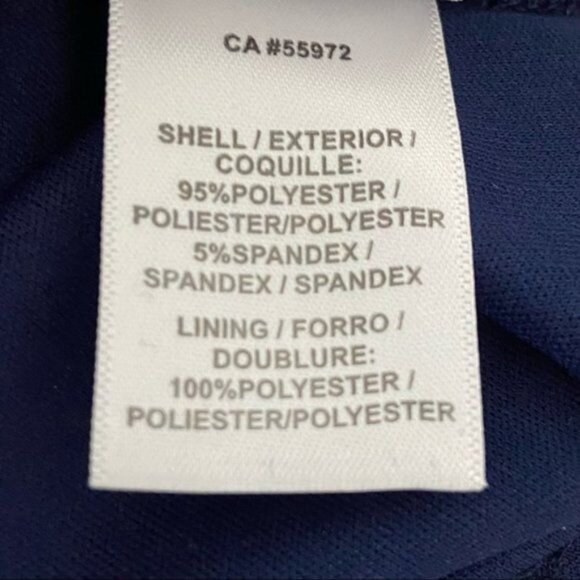 CA #55972
SHELL / EXTERIOR /
COQUILLE:
95%POLYESTER /
POLIESTER/POLYESTER
5%SPANDEX /
SPANDEX / SPANDEX
LINING / FORRO /
DOUBLURE:
100%POLYESTER /
POLIESTER/POLYESTER